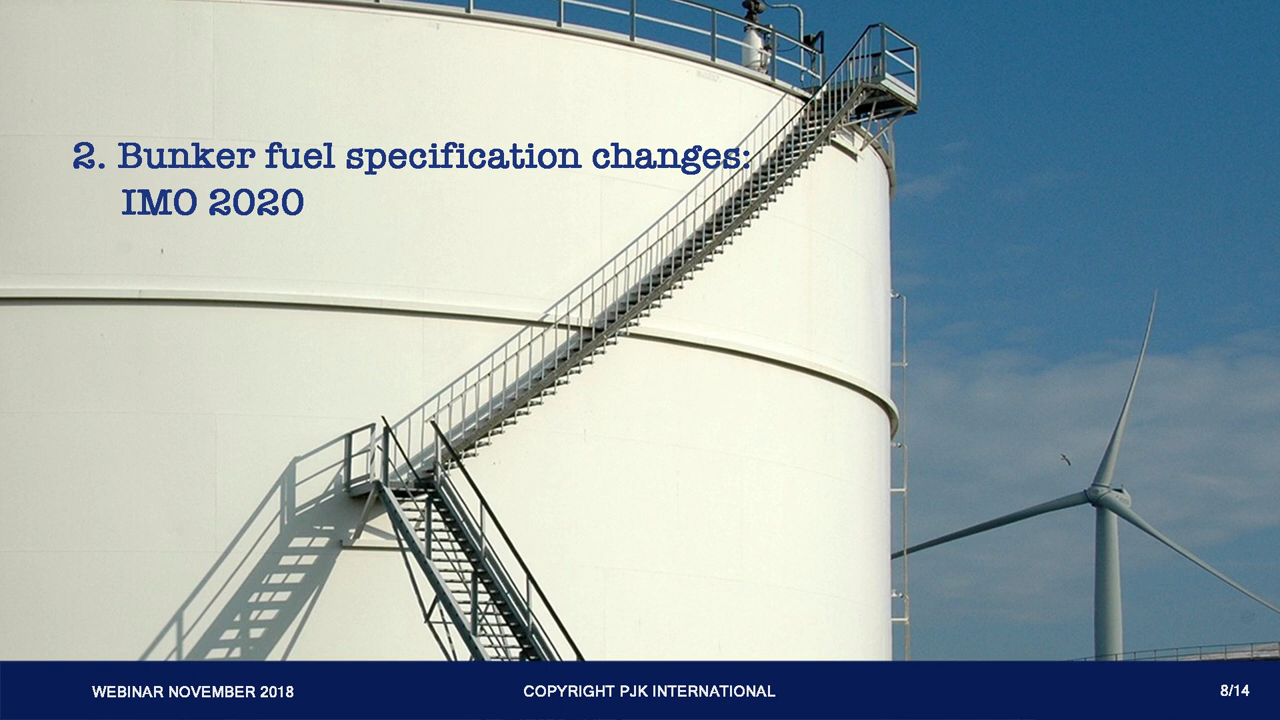 2. Bunker fuel specification changes:
IMO 2020
WEBINAR NOVEMBER 2018
COPYRIGHT PJK INTERNATIONAL
8/14